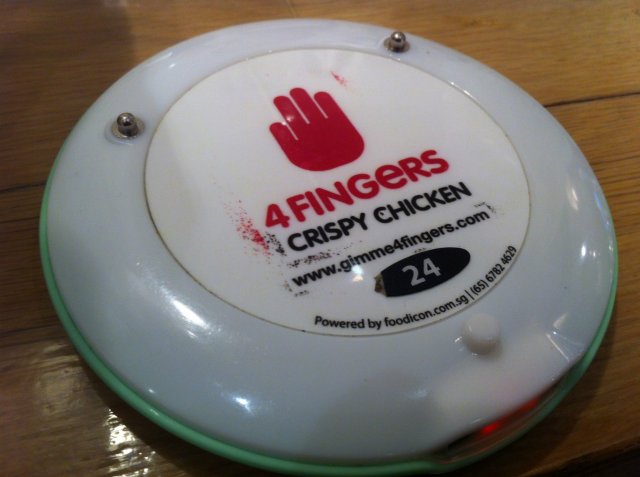 4FINGERS
CRISPY CHICKEN
www.gimme4fingers.com
24
Powered by foodicon.com.sg | (65) 6782 4629